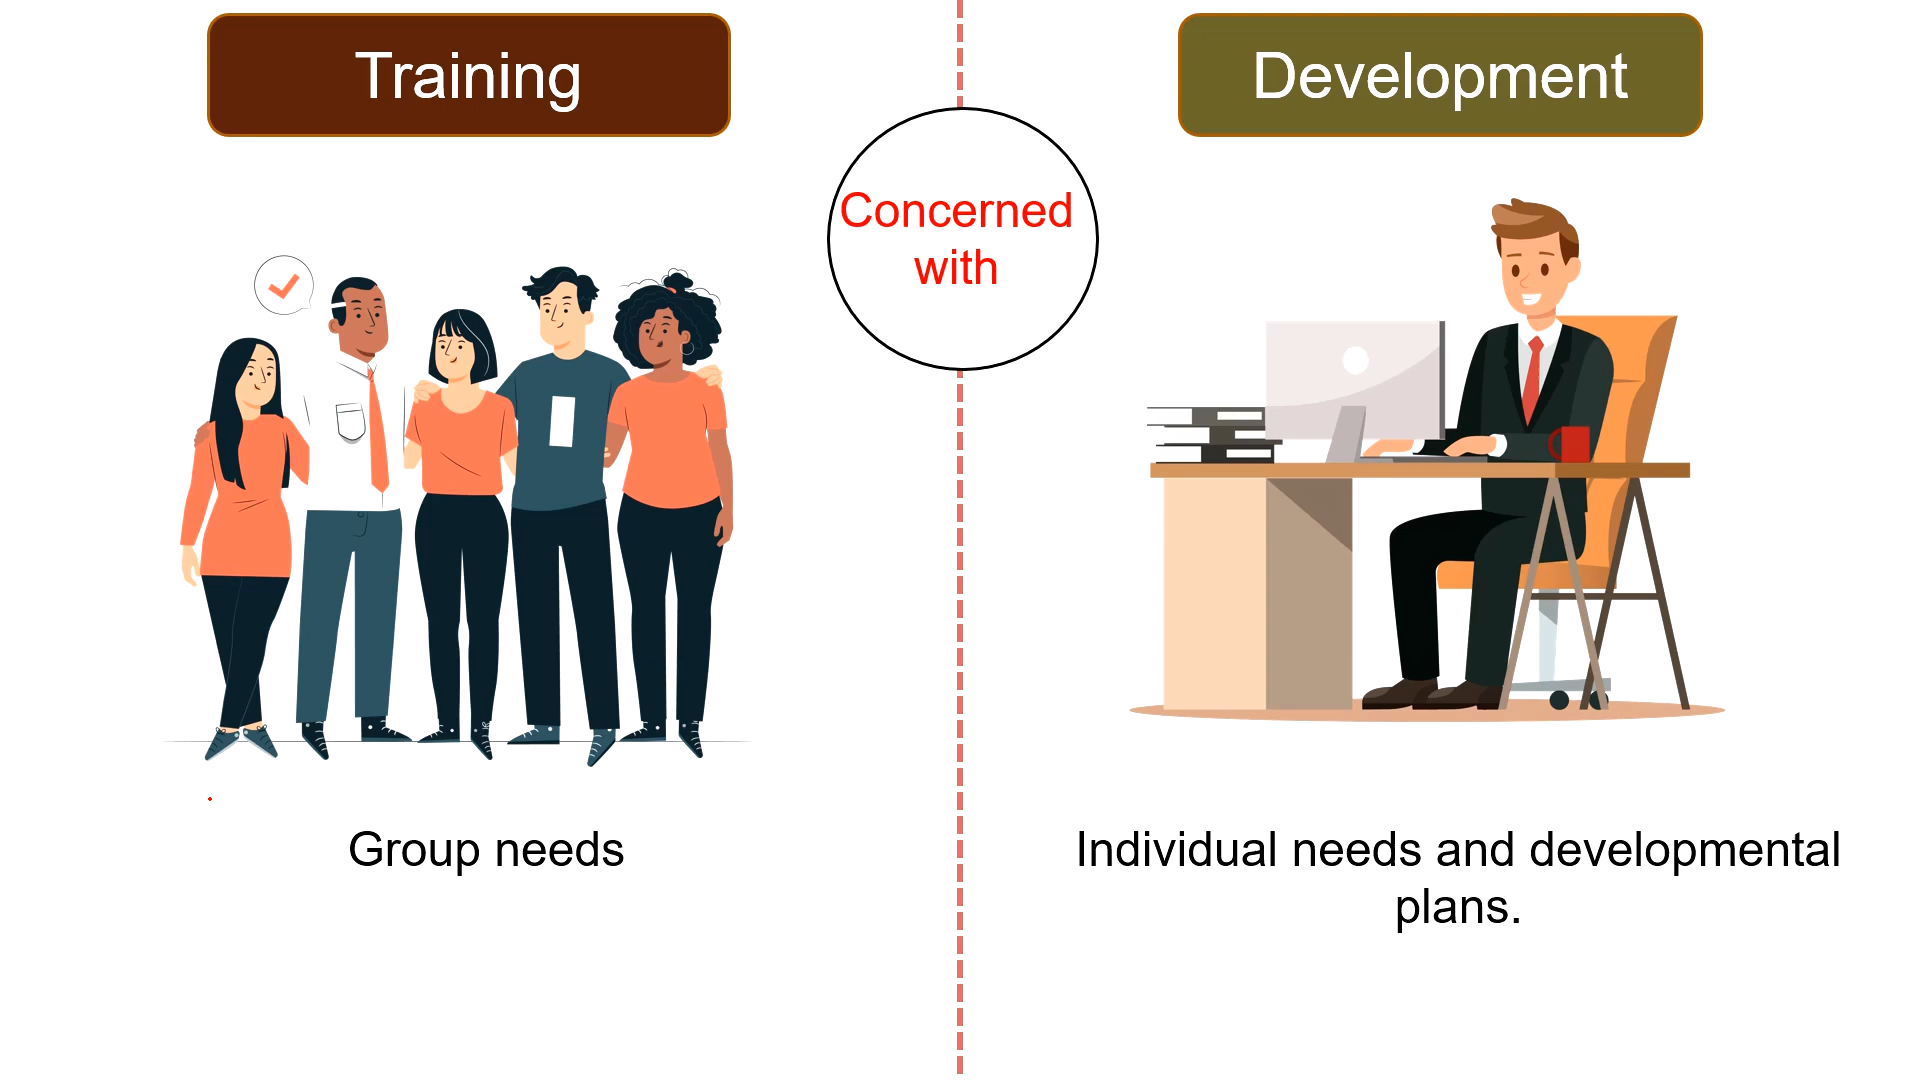 Training
Development
Concerned
with
Group needs
Individual needs and developmental
plans.